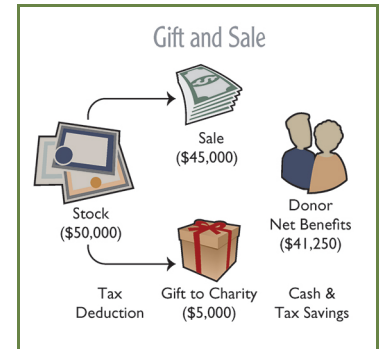 Gift and Sale
Sale
($45,000)
Stock
($50,000)
Donor
Net Benefits
($41,250)
Tax
Deduction
Gift to Charity
($5,000)
Cash &
Tax Savings